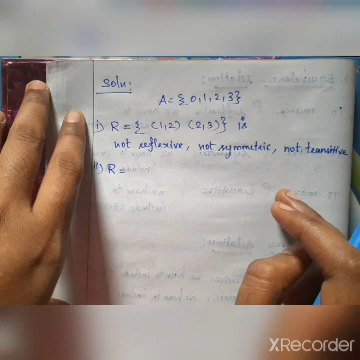 Solu:
A = { 0,1,2,3}
i) R = { (1,2) (2,3) } is
not reflexive, not symmetric, not transitive
ii) R =
XRecorder